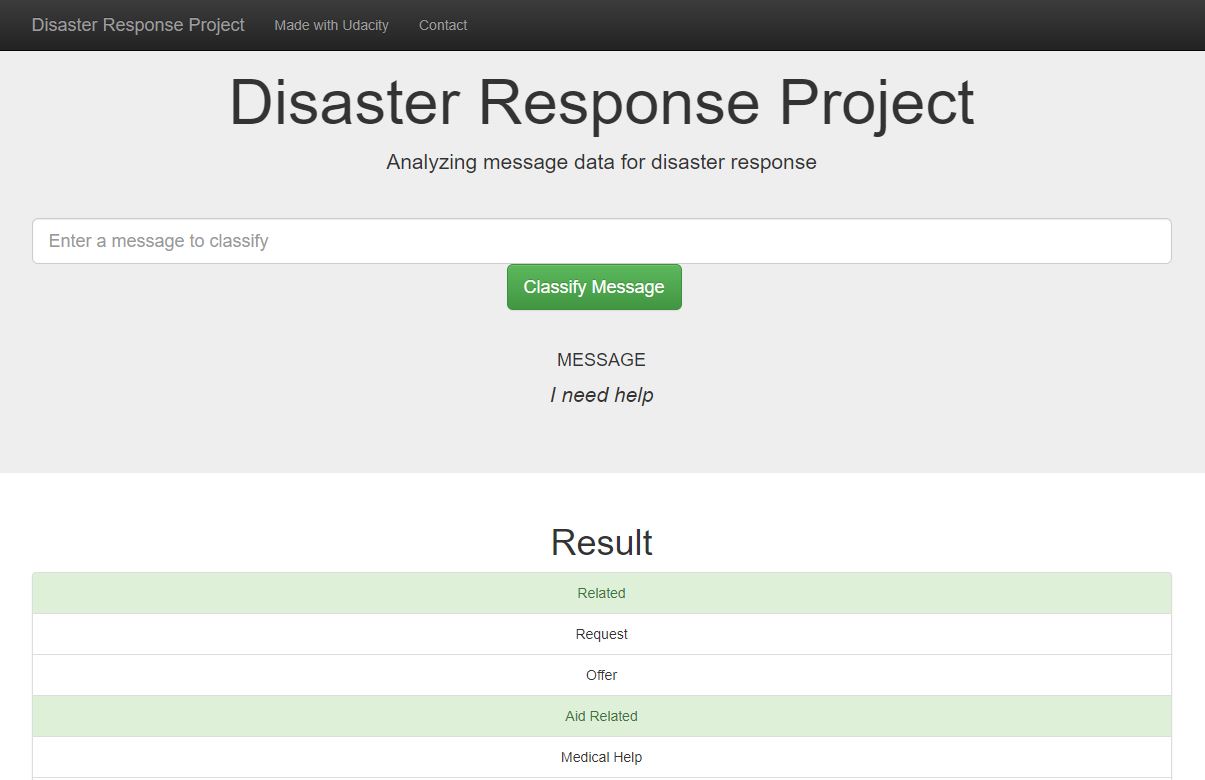 Disaster Response Project Made with Udacity Contact
Disaster Response Project
Analyzing message data for disaster response
Enter a message to classify
Classify Message
MESSAGE
I need help
Result
Related
Request
Offer
Aid Related
Medical Help